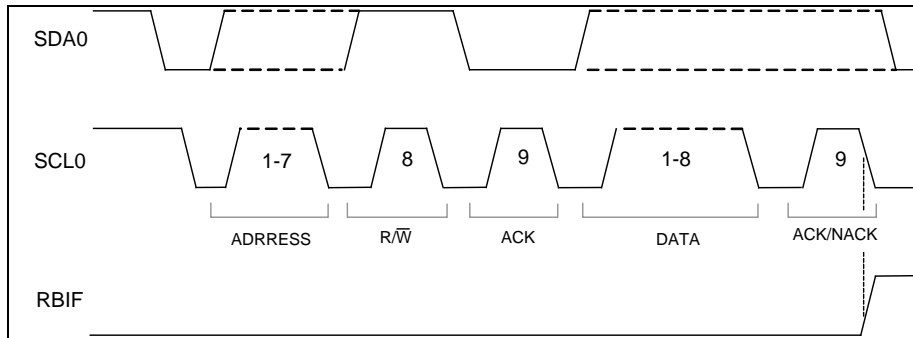 SDA0
SCL0
1-7
8
9
1-8
9
ADRRESS
R/W̅
ACK
DATA
ACK/NACK
RBIF